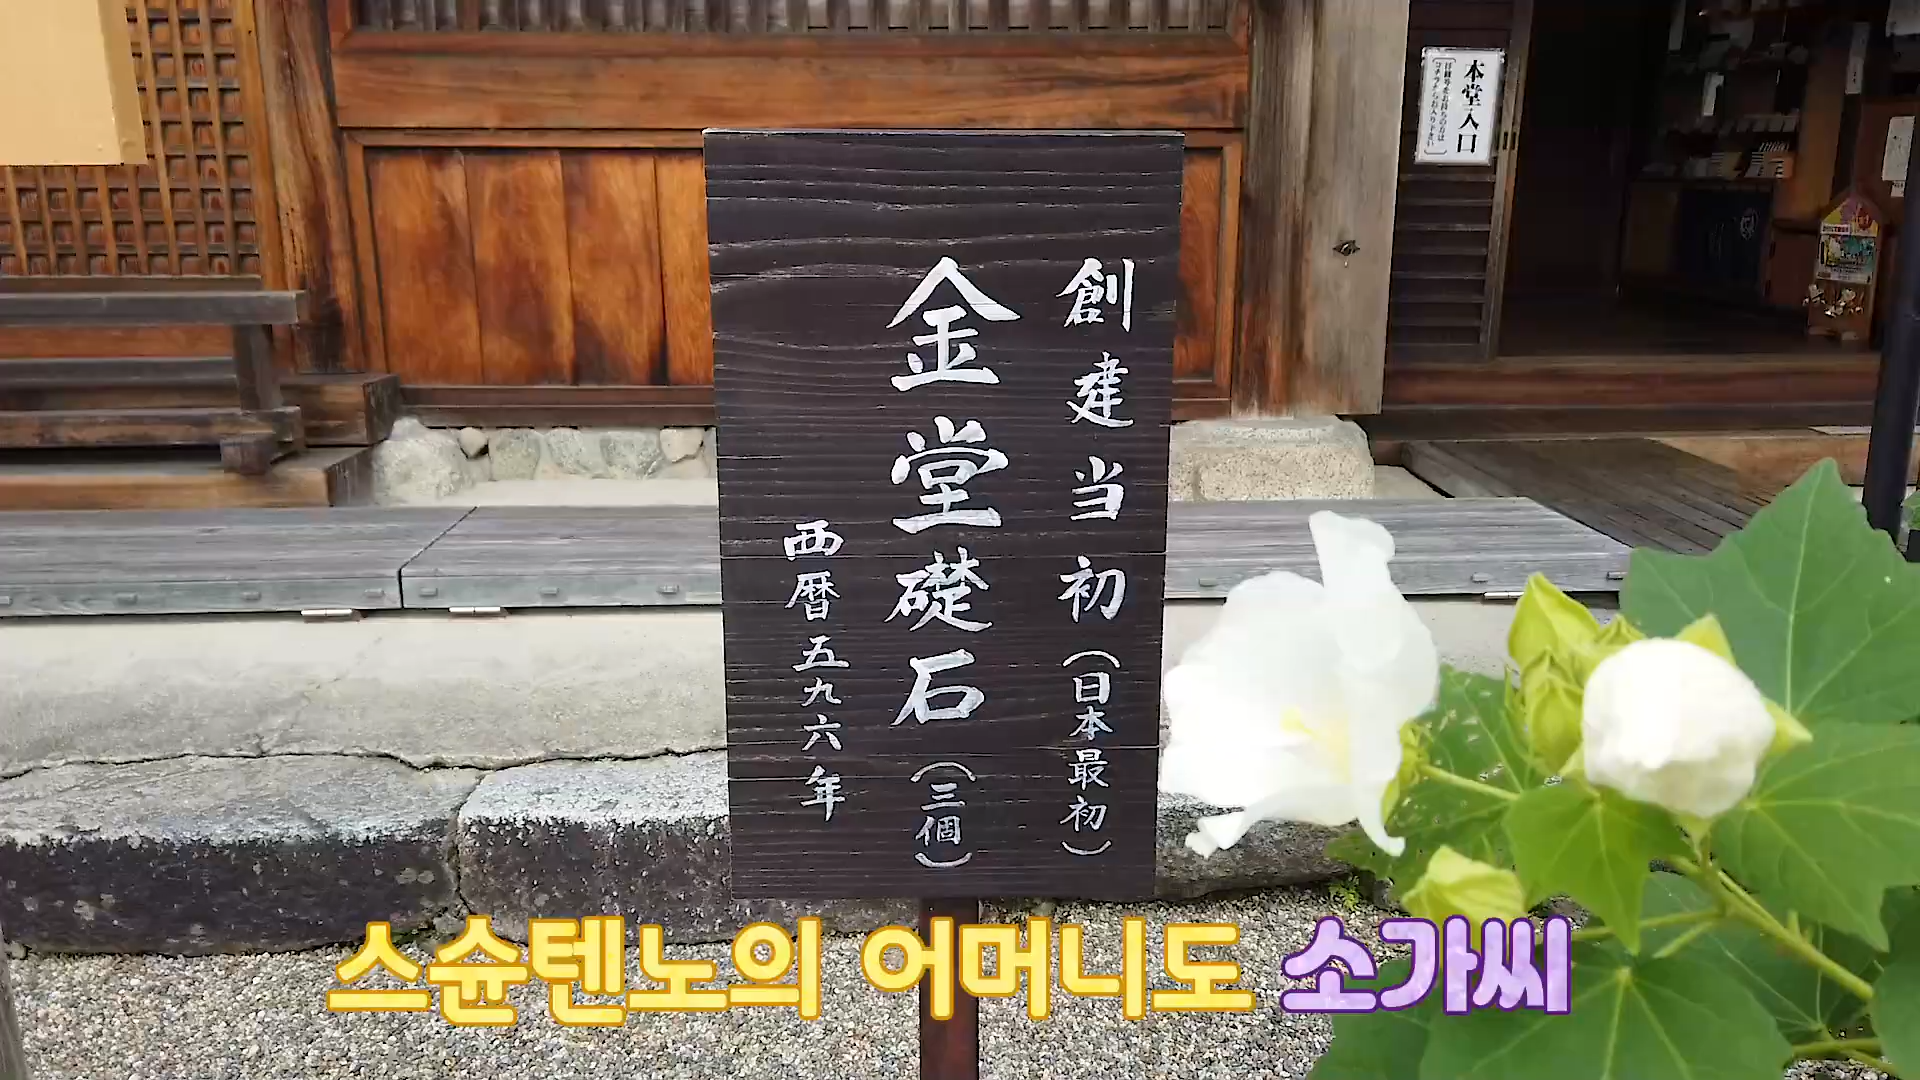 創建当初（日本最初）
金堂礎石（三個）
西暦五九六年
本堂入口
스슌텐노의 어머니도 소가씨